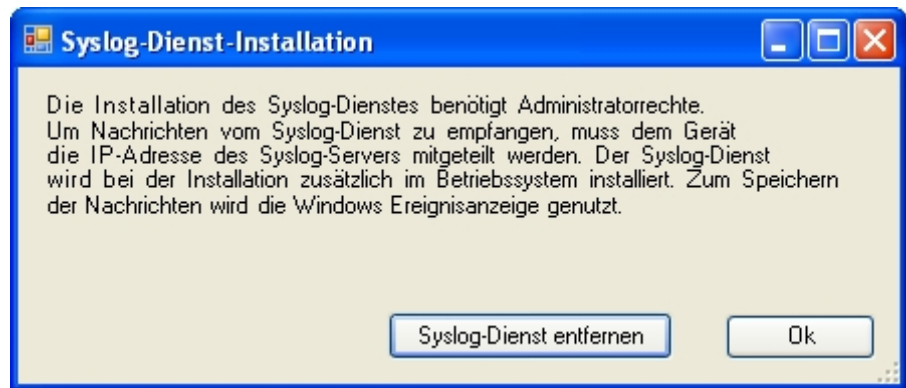 Syslog-Dienst-Installation
Die Installation des Syslog-Dienstes benötigt Administratorrechte.
Um Nachrichten vom Syslog-Dienst zu empfangen, muss dem Gerät
die IP-Adresse des Syslog-Servers mitgeteilt werden. Der Syslog-Dienst
wird bei der Installation zusätzlich im Betriebssystem installiert. Zum Speichern
der Nachrichten wird die Windows Ereignisanzeige genutzt.
Syslog-Dienst entfernen
Ok